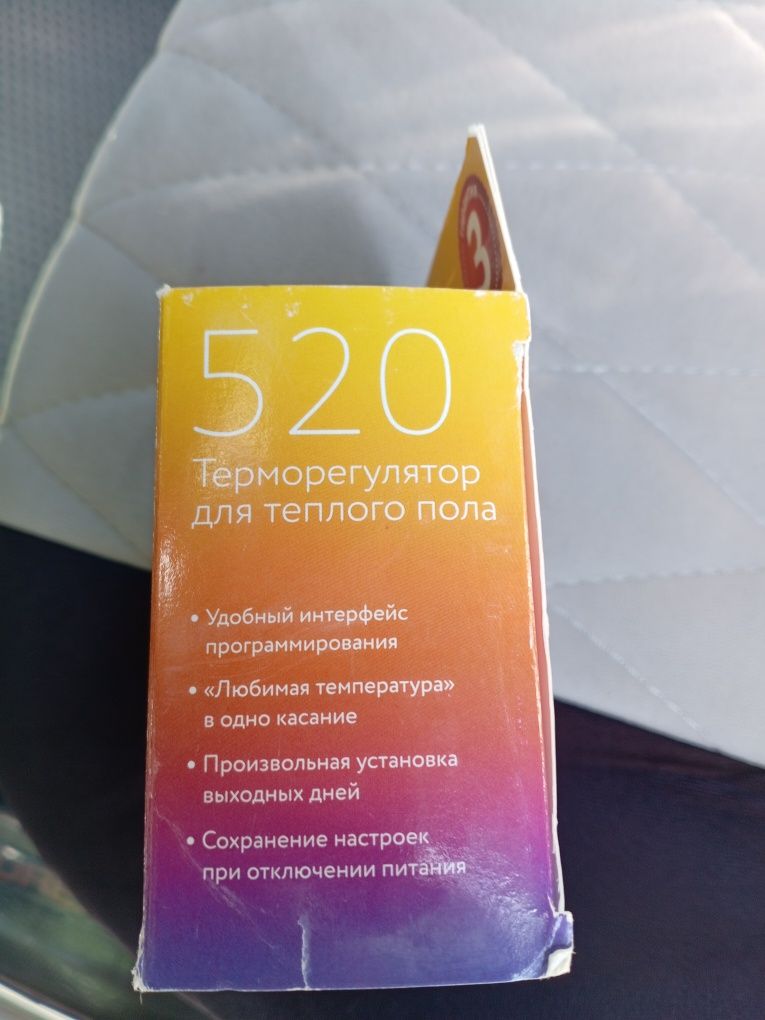 3
520
Терморегулятор
для теплого пола
• Удобный интерфейс
программирования
• «Любимая температура»
в одно касание
• Произвольная установка
выходных дней
• Сохранение настроек
при отключении питания